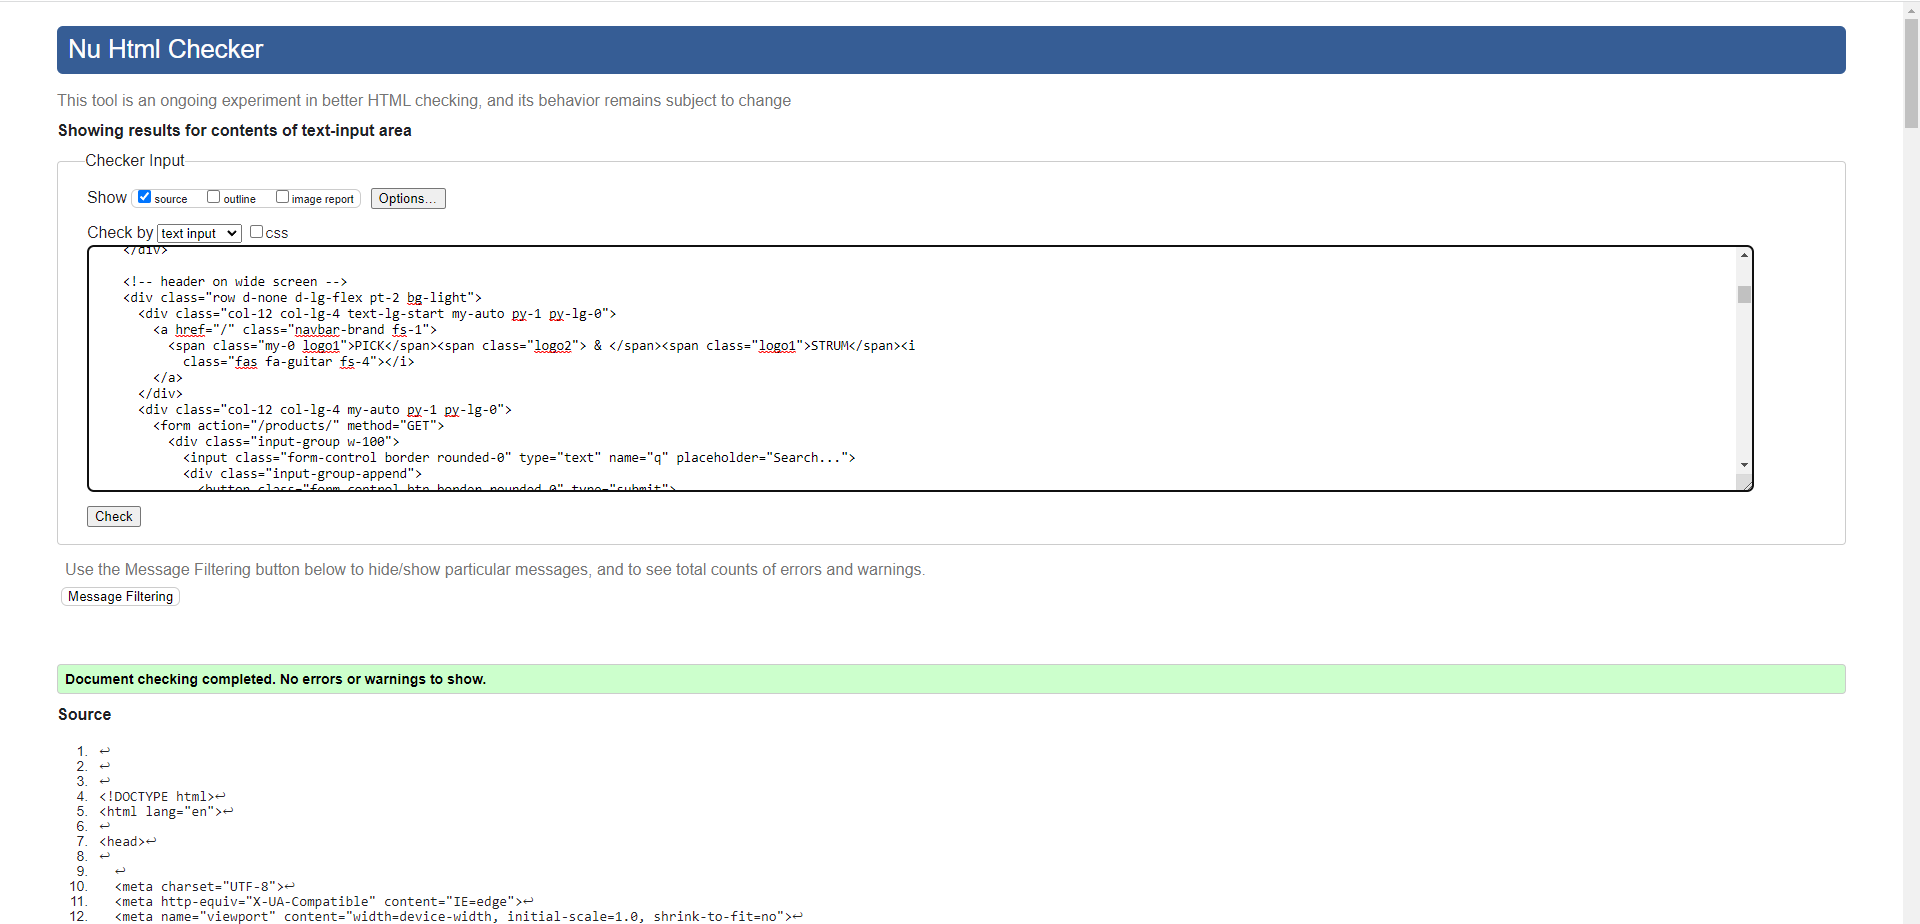 Nu Html Checker
This tool is an ongoing experiment in better HTML checking, and its behavior remains subject to change
Showing results for contents of text-input area
Checker Input
Show source outline image report Options...
Check by text input css
</div>
<!-- header on wide screen -->
<div class="row d-none d-lg-flex pt-2 bg-light">
<div class="col-12 col-lg-4 text-lg-start my-auto py-1 py-lg-0">
<a href="/" class="navbar-brand fs-1">
<span class="my-0 logo1">PICK</span><span class="logo2"> & </span><span class="logo1">STRUM</span><i
class="fas fa-guitar fs-4"></i>
</a>
</div>
<div class="col-12 col-lg-4 my-auto py-1 py-lg-0">
<form action="/products/" method="GET">
<div class="input-group w-100">
<input class="form-control border rounded-0" type="text" name="q" placeholder="Search...">
<div class="input-group-append">
<button class="form-control btn border rounded-0" type="submit">
Check
Use the Message Filtering button below to hide/show particular messages, and to see total counts of errors and warnings.
Message Filtering
Document checking completed. No errors or warnings to show.
Source
1. ↩
2. ↩
3. ↩
4. <!DOCTYPE html>↩
5. <html lang="en">↩
6. ↩
7. <head>↩
8. ↩
9. ↩
10. <meta charset="UTF-8">↩
11. <meta http-equiv="X-UA-Compatible" content="IE=edge">↩
12. <meta name="viewport" content="width=device-width, initial-scale=1.0, shrink-to-fit=no">↩